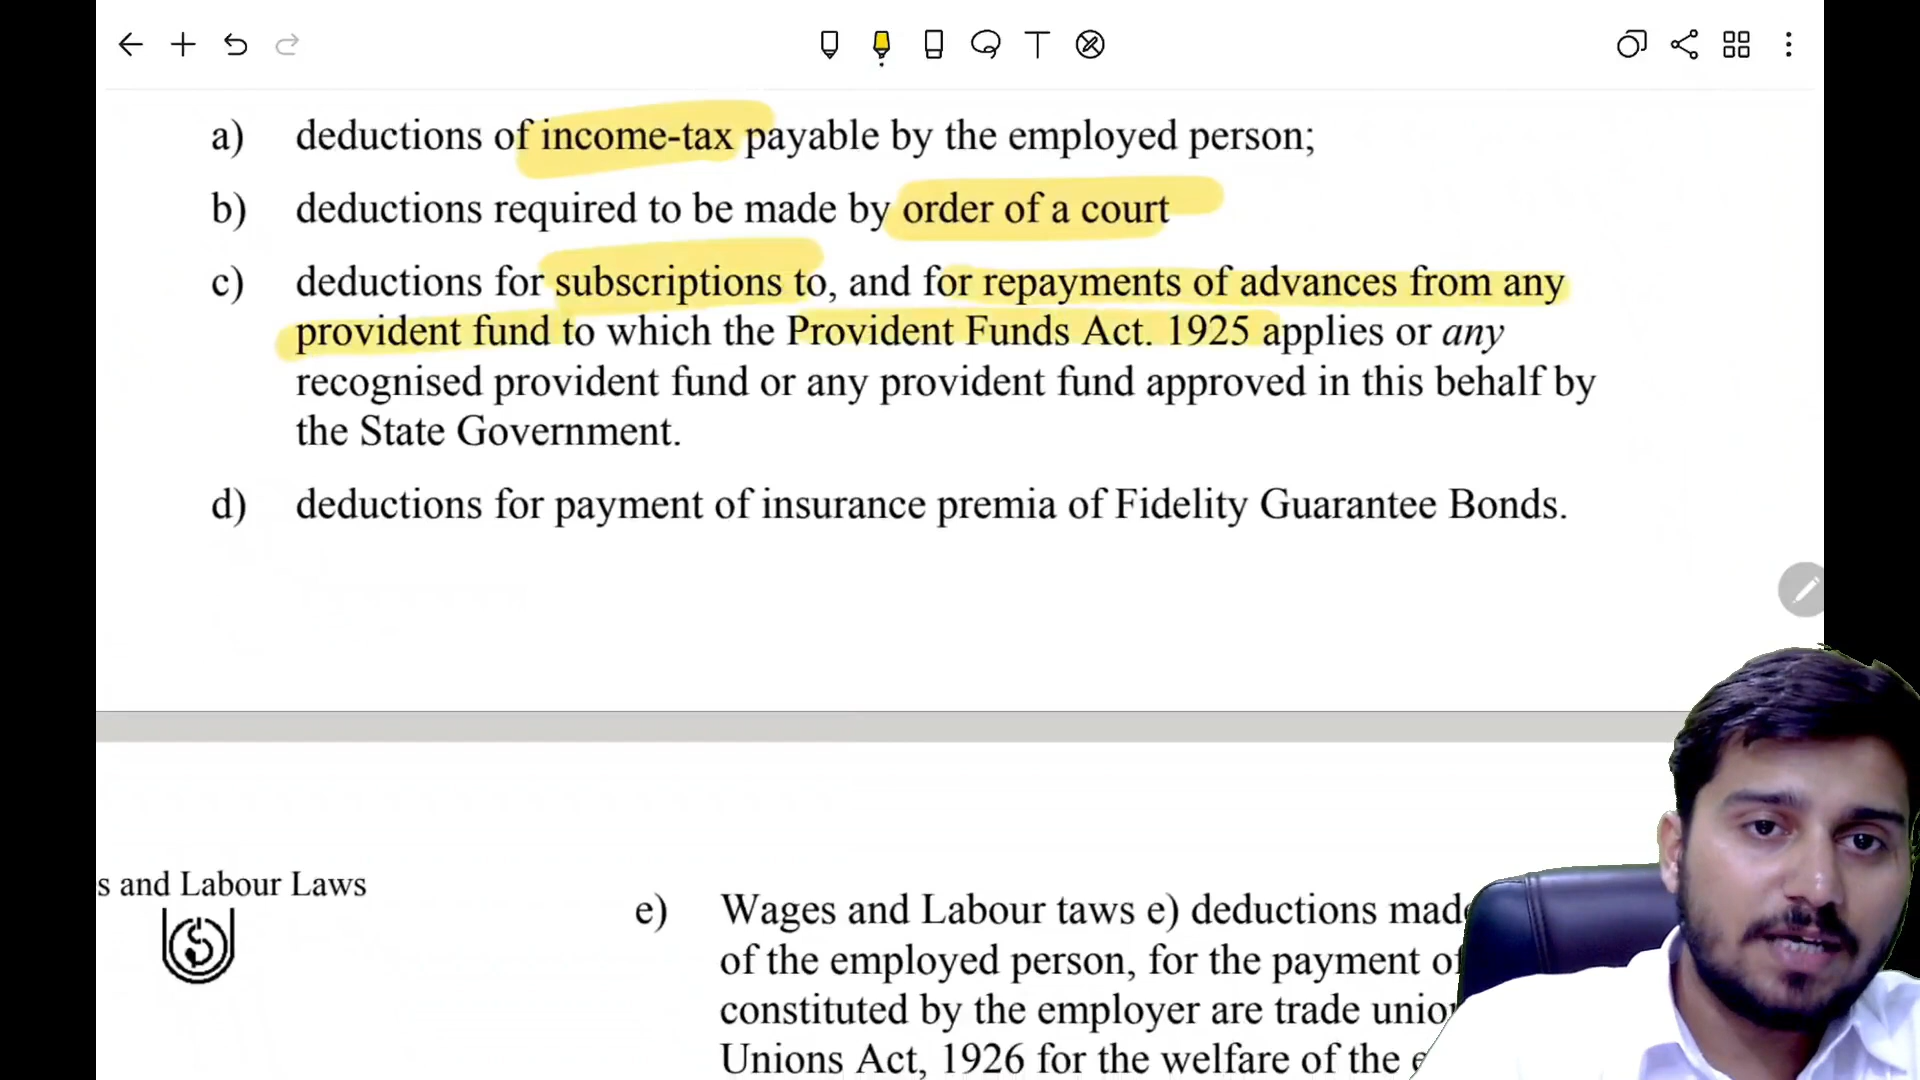 a) deductions of income-tax payable by the employed person;
b) deductions required to be made by order of a court
c) deductions for subscriptions to, and for repayments of advances from any
provident fund to which the Provident Funds Act. 1925 applies or any
recognised provident fund or any provident fund approved in this behalf by
the State Government.
d) deductions for payment of insurance premia of Fidelity Guarantee Bonds.
s and Labour Laws
e) Wages and Labour taws e) deductions made
of the employed person, for the payment of
constituted by the employer are trade union
Unions Act, 1926 for the welfare of the e